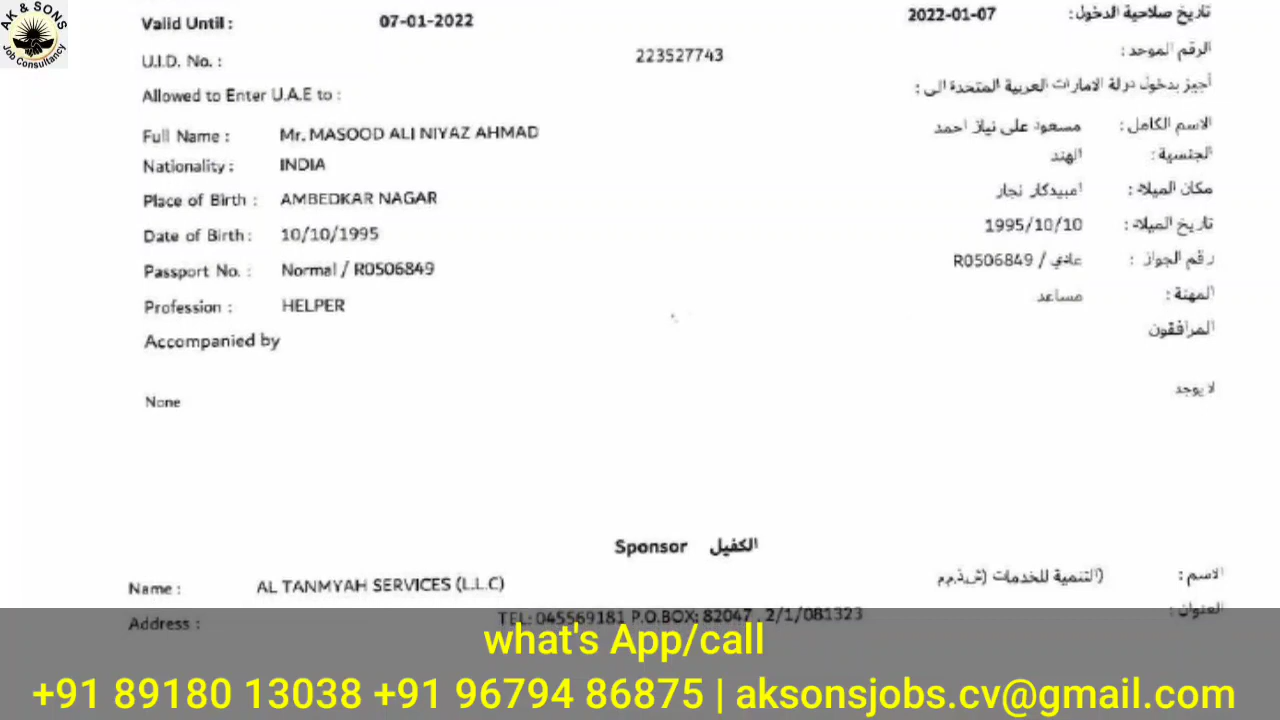 AK & SONS
Job Consultancy
Valid Until : 07-01-2022 2022-01-07 تاريخ صلاحية الدخول:
U.I.D. No. : 223527743 الرقم الموحد :
Allowed to Enter U.A.E to : أجيز بدخول دولة الامارات العربية المتحدة الى :
Full Name : Mr. MASOOD ALI NIYAZ AHMAD مسعود على نياز احمد الاسم الكامل :
Nationality : INDIA الهند الجنسية :
Place of Birth : AMBEDKAR NAGAR امبيدكار نجار مكان الميلاد :
Date of Birth : 10/10/1995 1995/10/10 تاريخ الميلاد :
Passport No. : Normal / R0506849 عادي / R0506849 رقم الجواز :
Profession : HELPER مساعد المهنة :
Accompanied by المرافقون
None لا يوجد
Sponsor الكفيل
Name : AL TANMYAH SERVICES (L.L.C) التنمية للخدمات (ش.ذ.م.م) الاسم :
Address : TEL: 045569181 P.O.BOX: 82047 , 2/1/081323 العنوان :
what's App/call
+91 89180 13038 +91 96794 86875 | aksonsjobs.cv@gmail.com